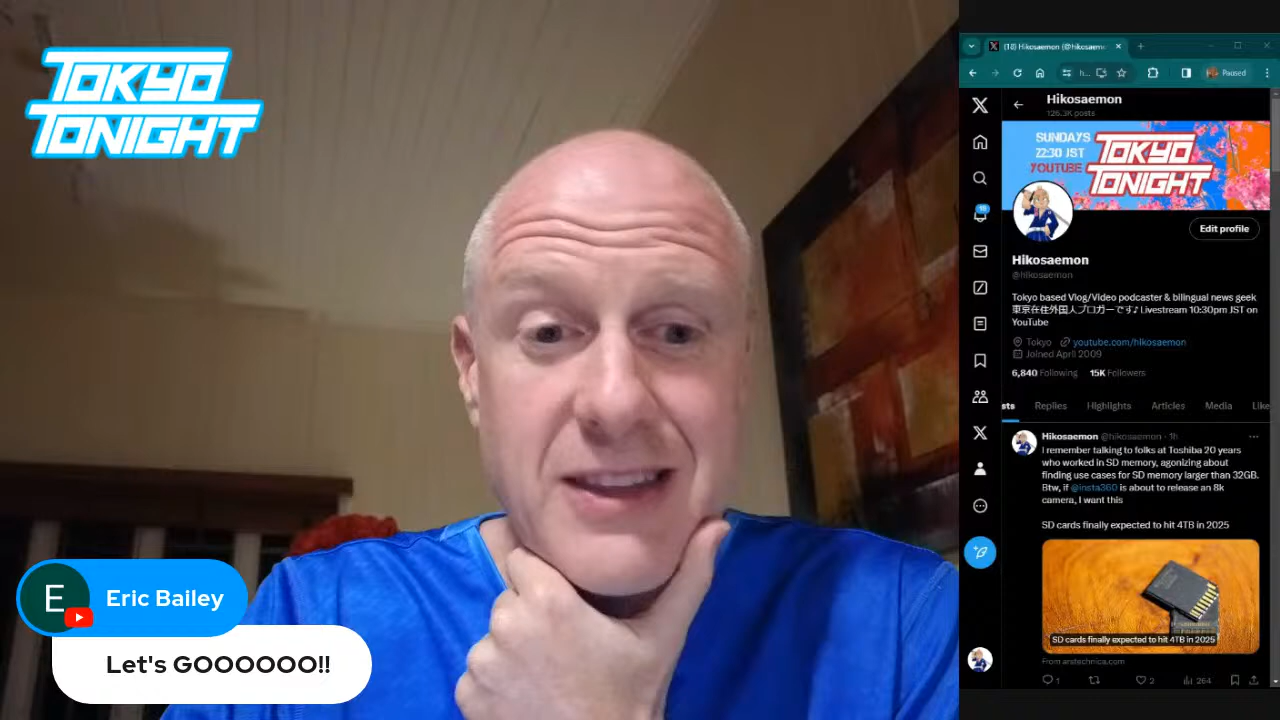 TOKYO
TONIGHT
(18) Hikosaemon (@hikosaemo
h...
Paused
Hikosaemon
126.3K posts
SUNDAYS
22:30 JST
YOUTUBE
TOKYO
TONIGHT
Edit profile
Hikosaemon
@hikosaemon
Tokyo based Vlog/Video podcaster & bilingual news geek
東京在住外国人ブロガーです♪ Livestream 10:30pm JST on
YouTube
Tokyo youtube.com/hikosaemon
Joined April 2009
6,840 Following 15K Followers
sts Replies Highlights Articles Media Like
Hikosaemon @hikosaemon · 1h
I remember talking to folks at Toshiba 20 years
who worked in SD memory, agonizing about
finding use cases for SD memory larger than 32GB.
Btw, if @insta360 is about to release an 8k
camera, I want this
SD cards finally expected to hit 4TB in 2025
SD cards finally expected to hit 4TB in 2025
From arstechnica.com
1 2 264
E
Eric Bailey
Let's GOOOOOO!!